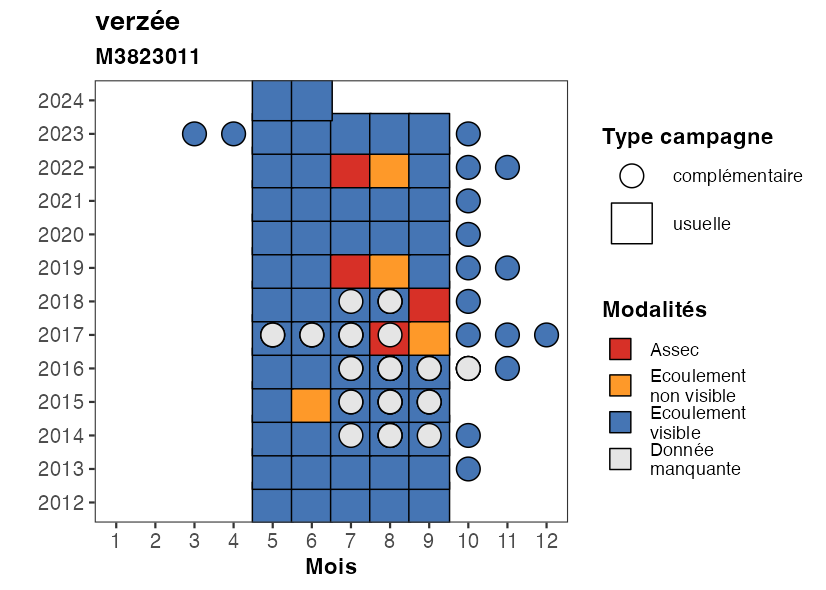 verzée
M3823011
2024
2023
2022
2021
2020
2019
2018
2017
2016
2015
2014
2013
2012
1 2 3 4 5 6 7 8 9 10 11 12
Mois
Type campagne
complémentaire
usuelle
Modalités
Assec
Ecoulement
non visible
Ecoulement
visible
Donnée
manquante